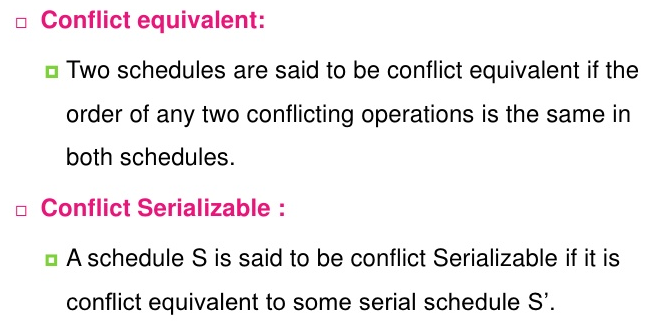 Conflict equivalent:
Two schedules are said to be conflict equivalent if the
order of any two conflicting operations is the same in
both schedules.
Conflict Serializable :
A schedule S is said to be conflict Serializable if it is
conflict equivalent to some serial schedule S’.